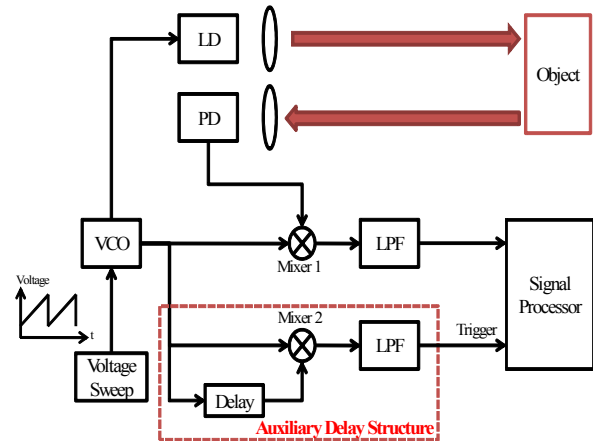 LD
Object
PD
VCO
Mixer 1
LPF
Voltage
t
Signal
Processor
Mixer 2
Voltage
Sweep
LPF
Trigger
Delay
Auxiliary Delay Structure